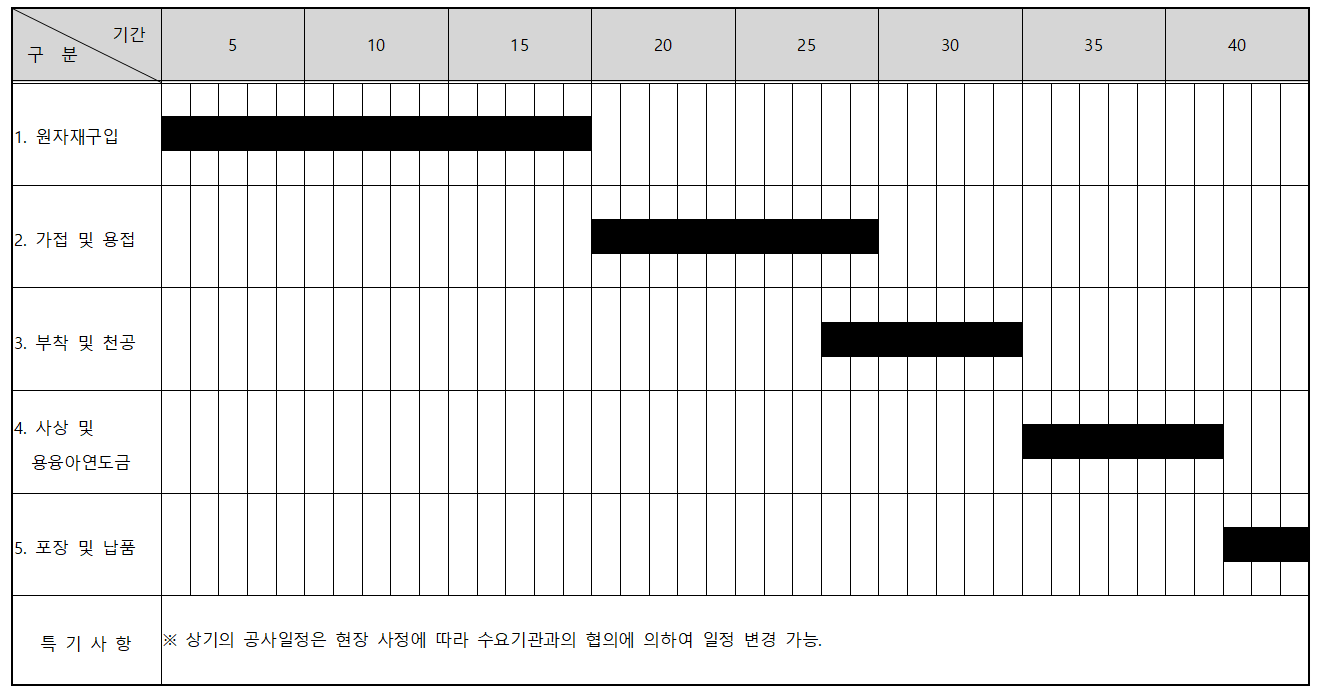 기간
구 분
5 10 15 20 25 30 35 40
1. 원자재구입
2. 가접 및 용접
3. 부착 및 천공
4. 사상 및
용융아연도금
5. 포장 및 납품
특 기 사 항
※ 상기의 공사일정은 현장 사정에 따라 수요기관과의 협의에 의하여 일정 변경 가능.